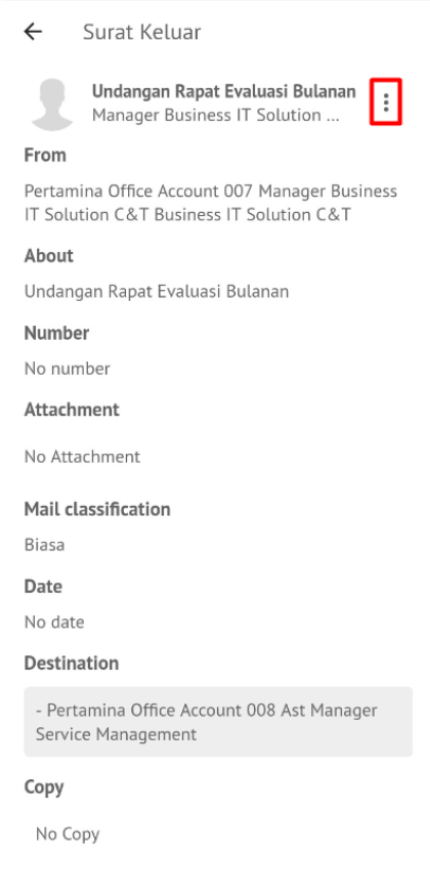 Surat Keluar
Undangan Rapat Evaluasi Bulanan
Manager Business IT Solution ...
From
Pertamina Office Account 007 Manager Business
IT Solution C&T Business IT Solution C&T
About
Undangan Rapat Evaluasi Bulanan
Number
No number
Attachment
No Attachment
Mail classification
Biasa
Date
No date
Destination
- Pertamina Office Account 008 Ast Manager
Service Management
Copy
No Copy